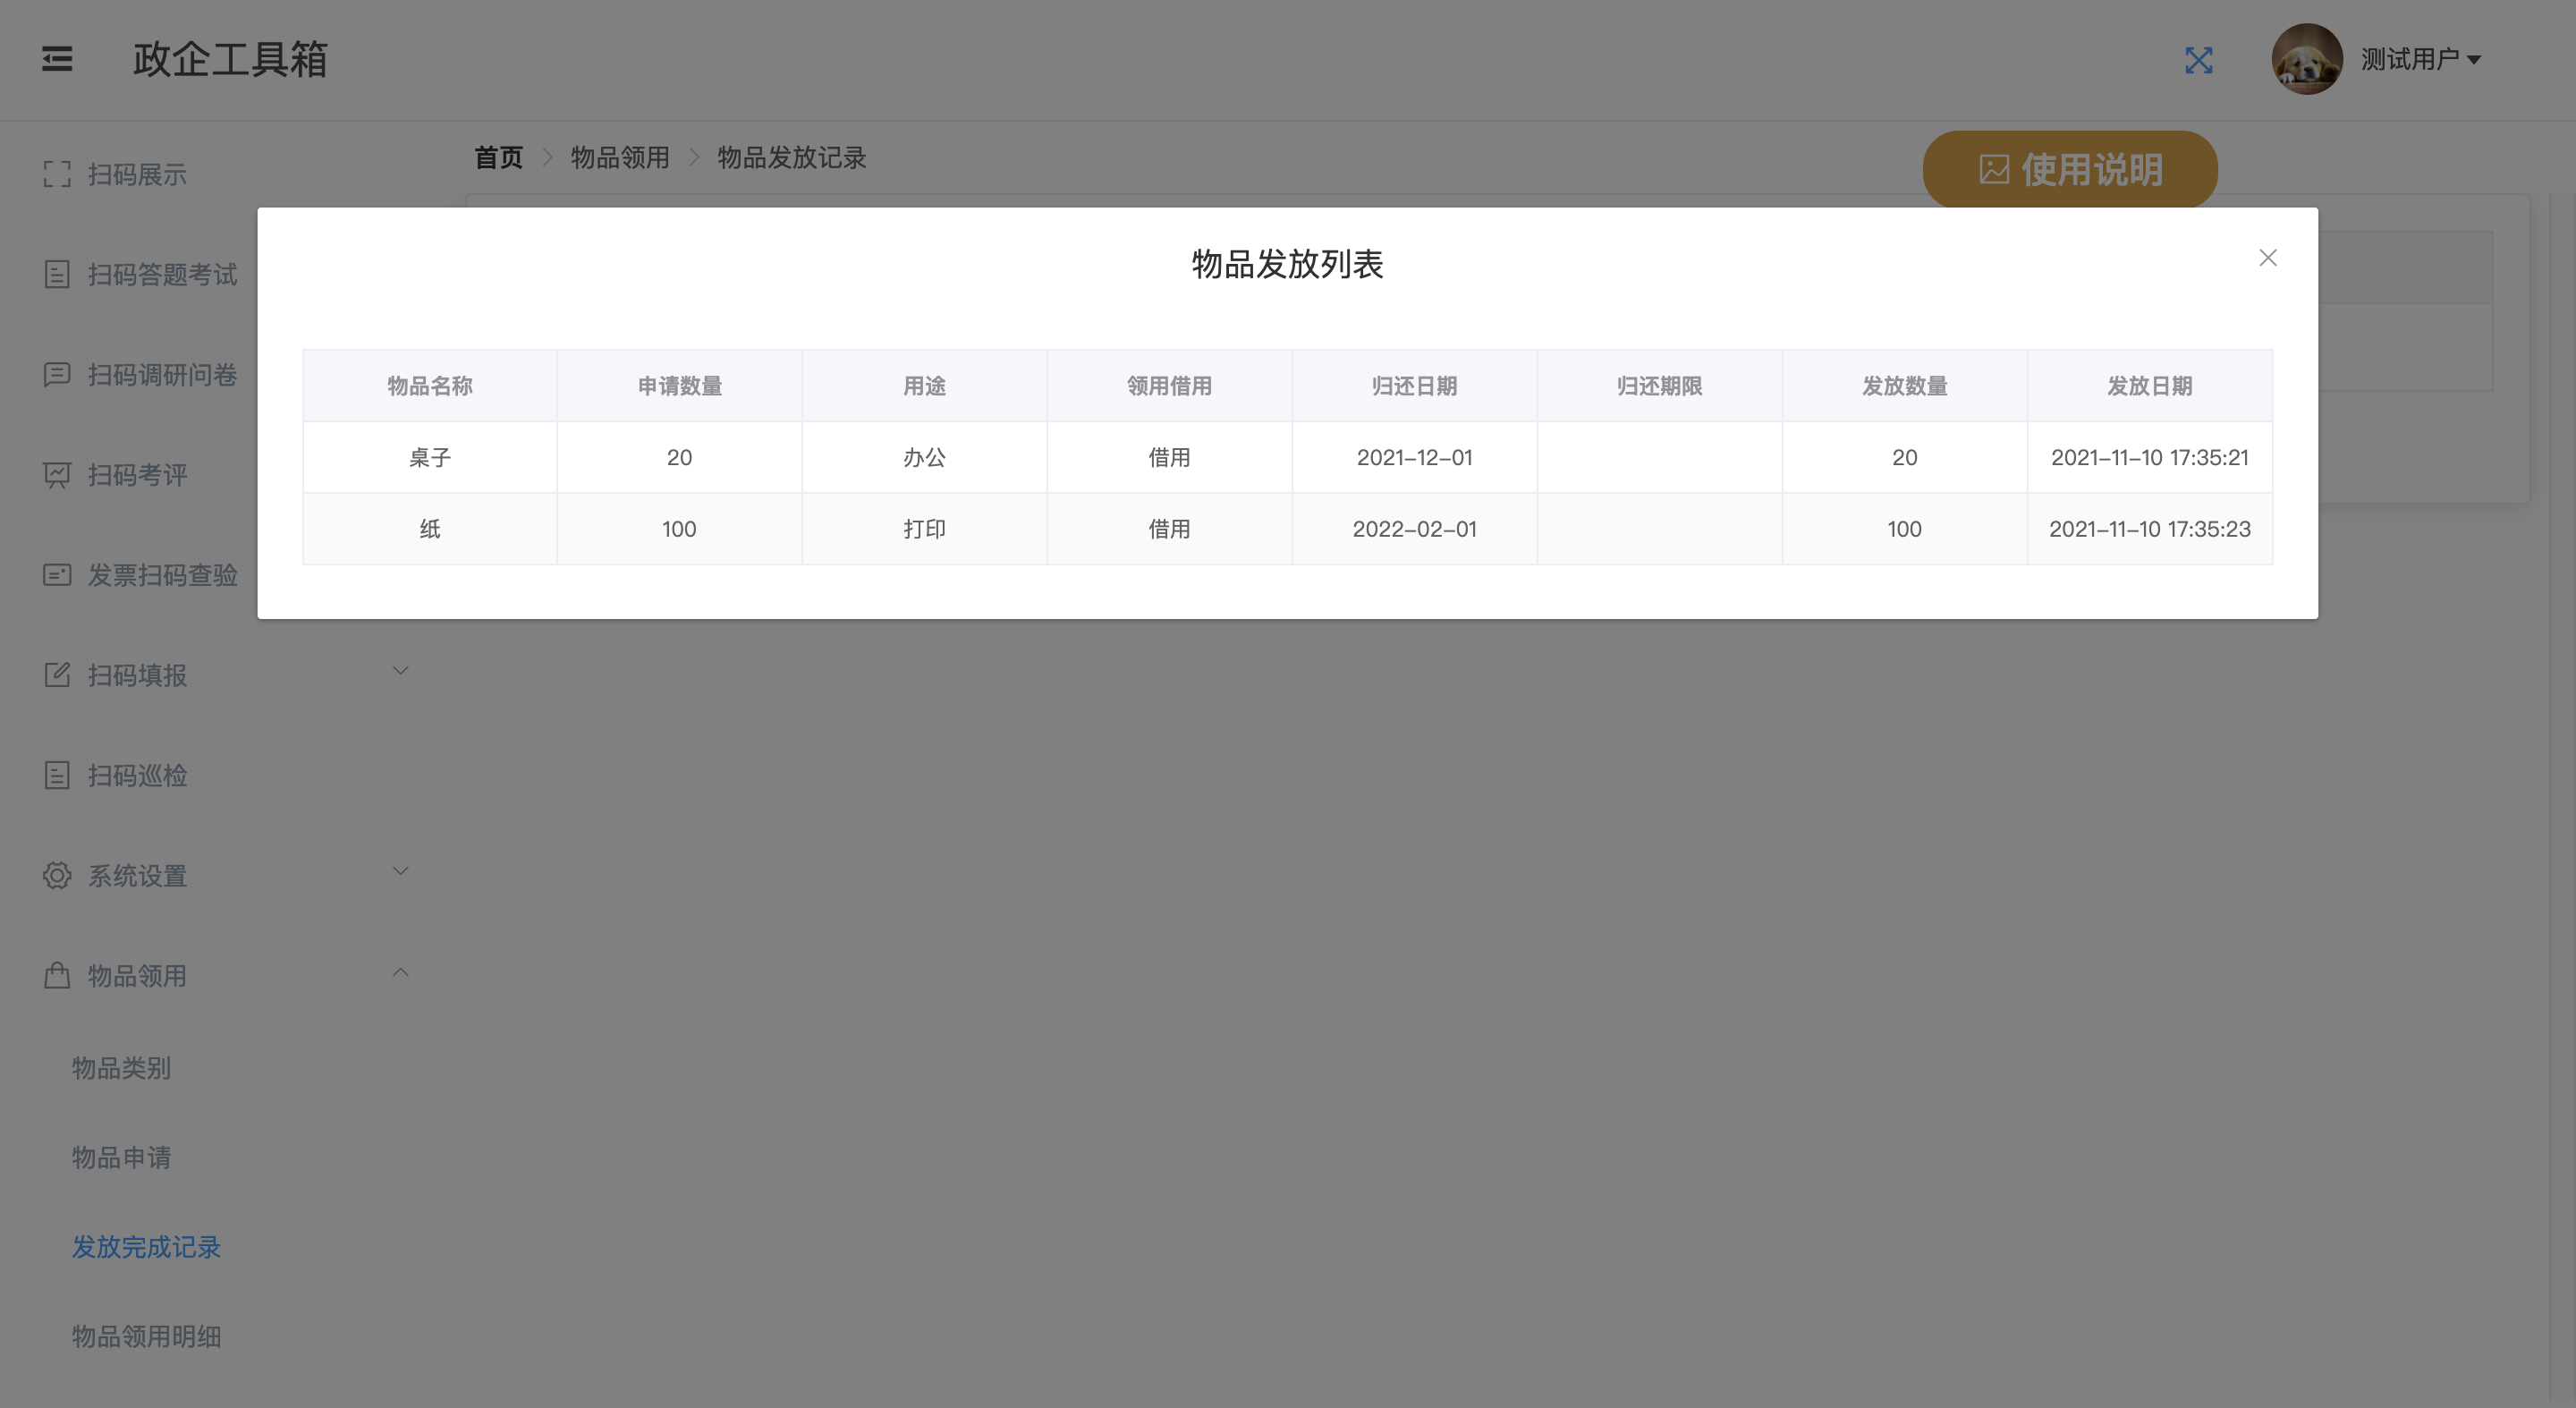 政企工具箱
测试用户
首页 物品领用 物品发放记录
使用说明
扫码展示
扫码答题考试
扫码调研问卷
扫码考评
发票扫码查验
扫码填报
扫码巡检
系统设置
物品领用
物品类别
物品申请
发放完成记录
物品领用明细
物品发放列表
物品名称 申请数量 用途 领用借用 归还日期 归还期限 发放数量 发放日期
桌子 20 办公 借用 2021-12-01 20 2021-11-10 17:35:21
纸 100 打印 借用 2022-02-01 100 2021-11-10 17:35:23